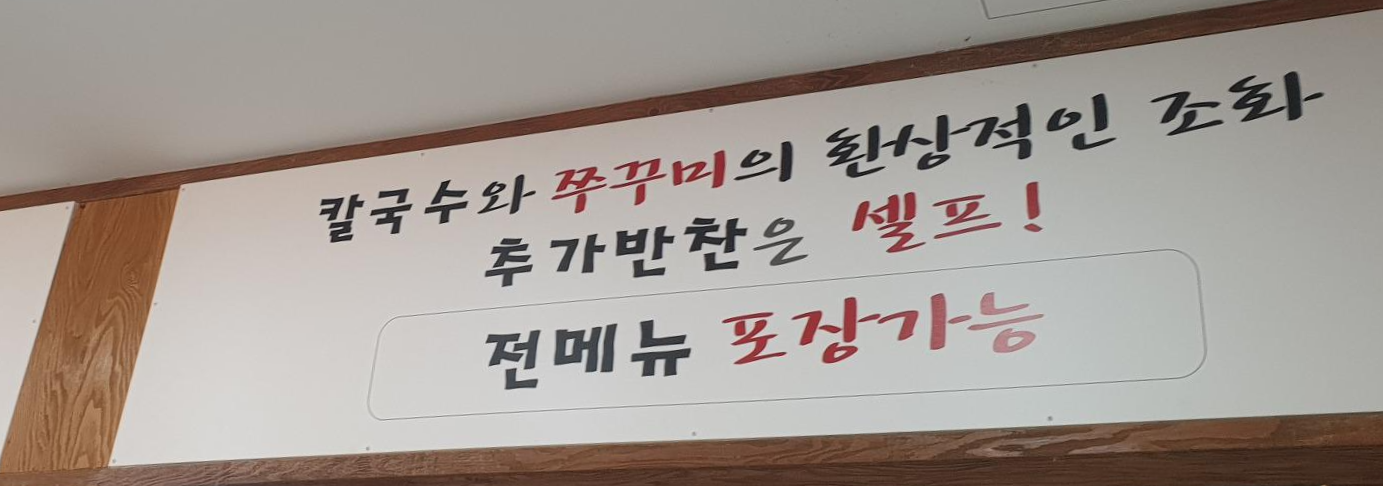 칼국수와 쭈꾸미의 환상적인 조화
추가반찬은 셀프!
전메뉴 포장가능